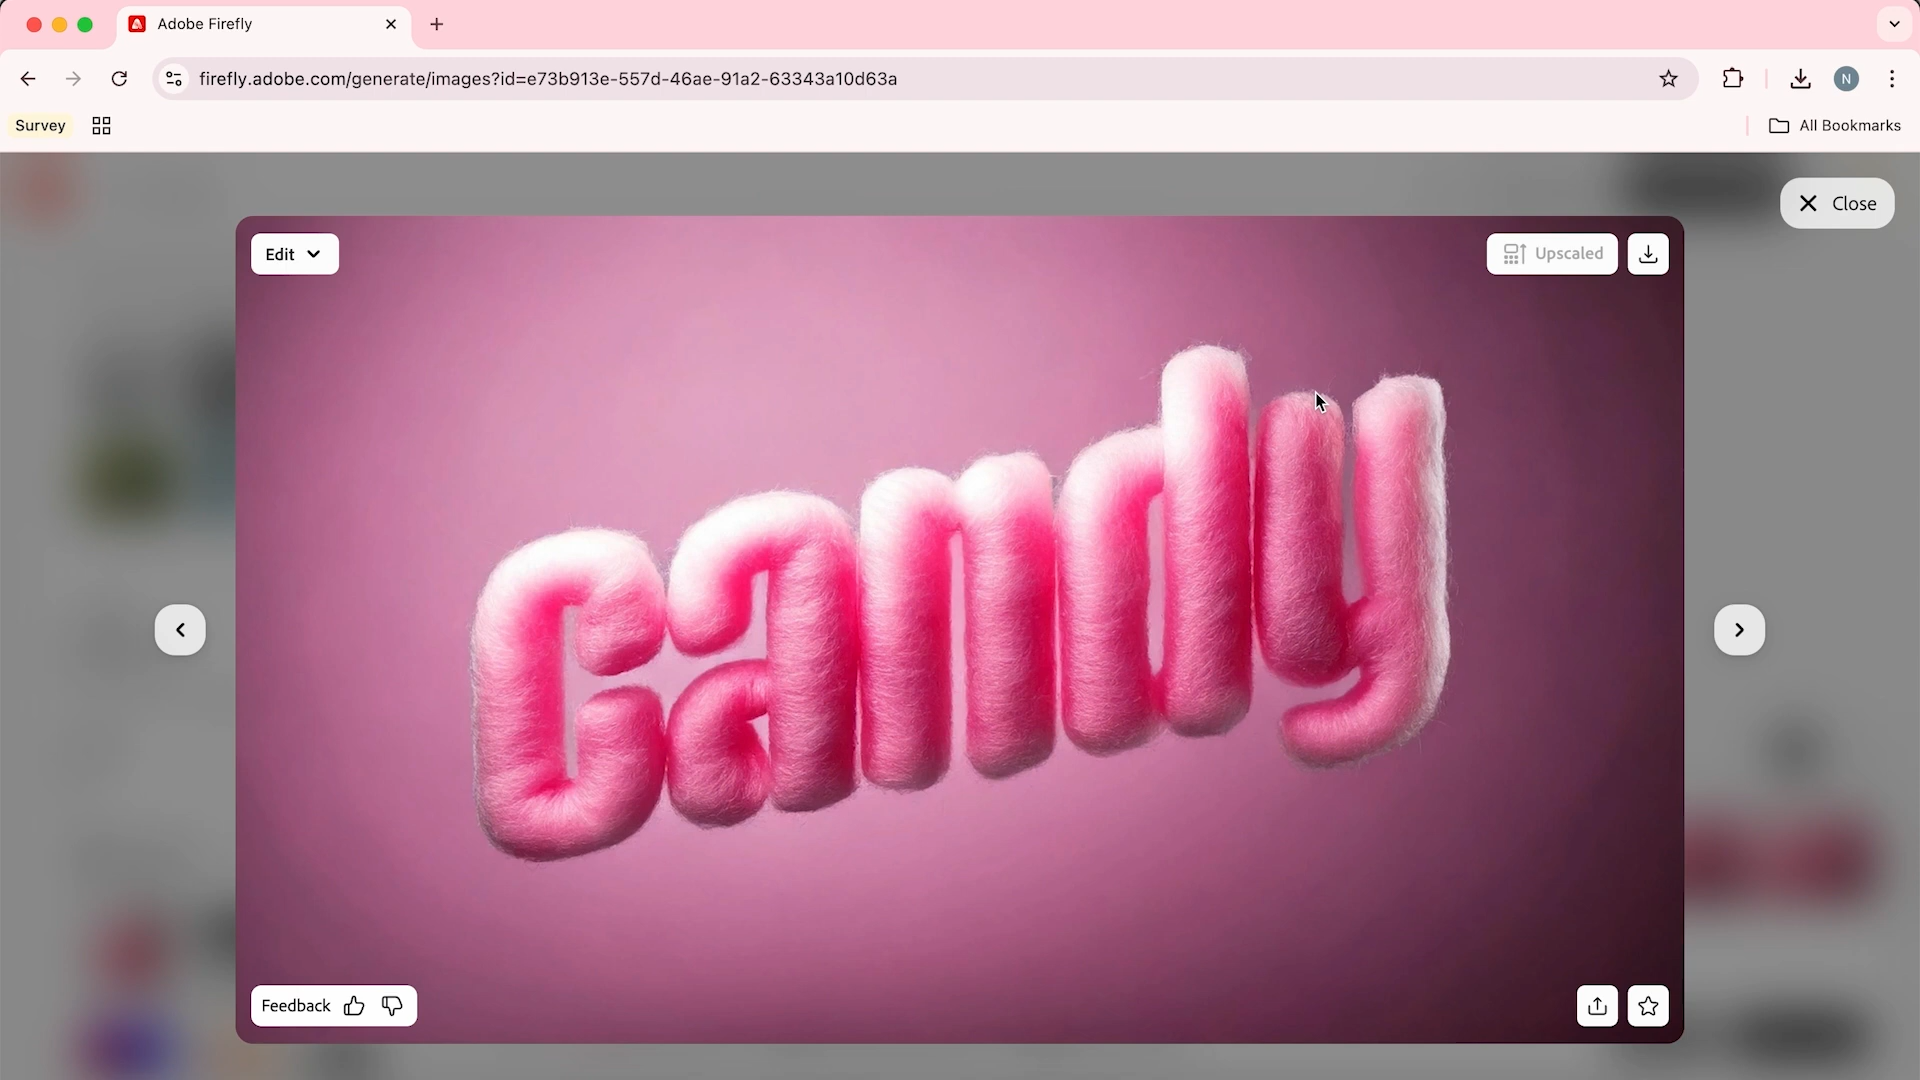 Adobe Firefly
firefly.adobe.com/generate/images?id=e73b913e-557d-46ae-91a2-63343a10d63a
N
Survey
All Bookmarks
Close
Edit
Upscaled
candy
Feedback